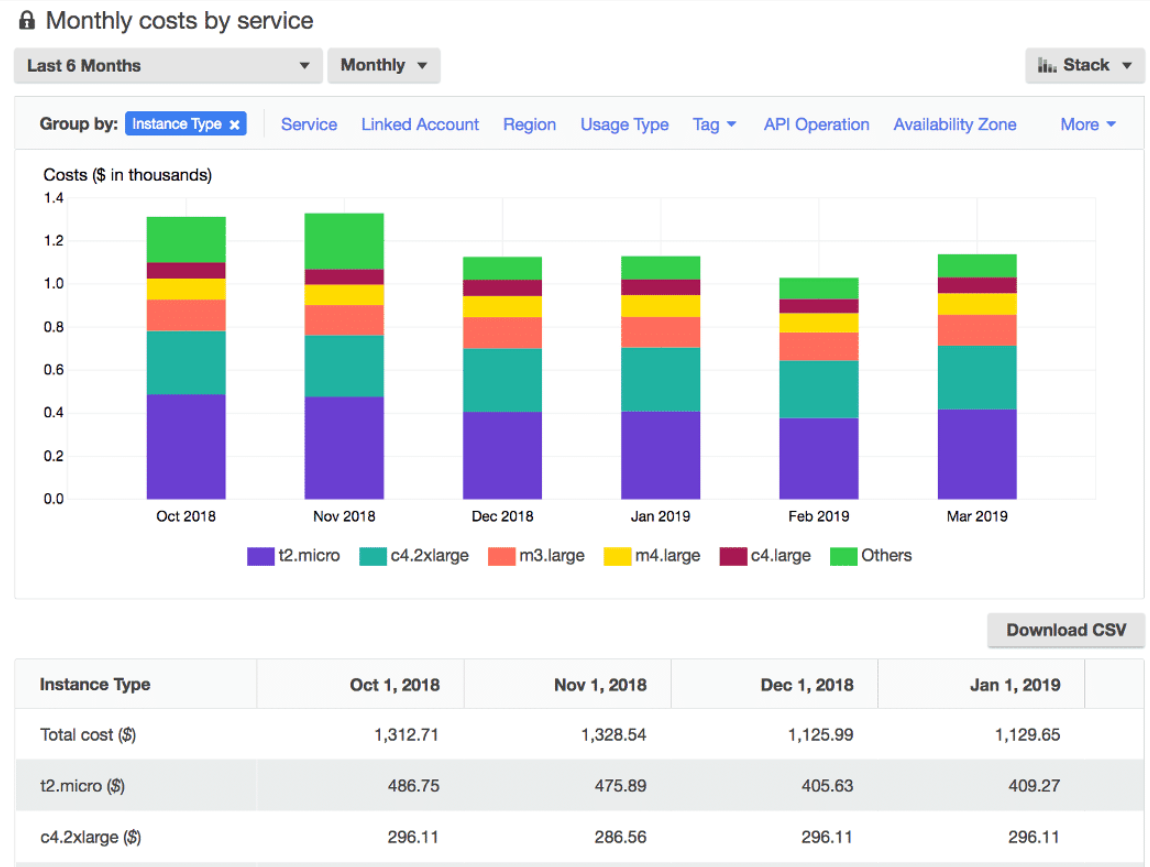 Monthly costs by service
Last 6 Months Monthly Stack
Group by: Instance Type × Service Linked Account Region Usage Type Tag API Operation Availability Zone More
Costs ($ in thousands)
1.4
1.2
1.0
0.8
0.6
0.4
0.2
0.0
Oct 2018 Nov 2018 Dec 2018 Jan 2019 Feb 2019 Mar 2019
t2.micro c4.2xlarge m3.large m4.large c4.large Others
Download CSV
Instance Type Oct 1, 2018 Nov 1, 2018 Dec 1, 2018 Jan 1, 2019
Total cost ($) 1,312.71 1,328.54 1,125.99 1,129.65
t2.micro ($) 486.75 475.89 405.63 409.27
c4.2xlarge ($) 296.11 286.56 296.11 296.11